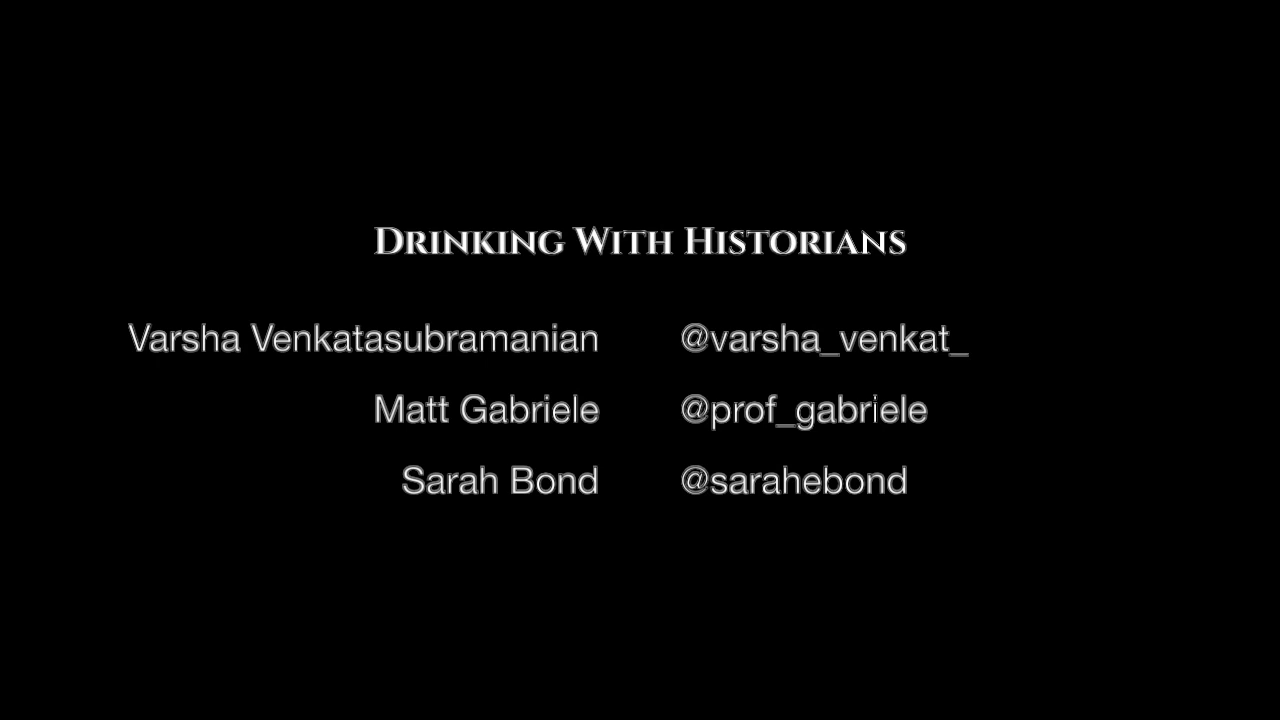 Drinking With Historians
Varsha Venkatasubramanian @varsha_venkat_
Matt Gabriele @prof_gabriele
Sarah Bond @sarahebond